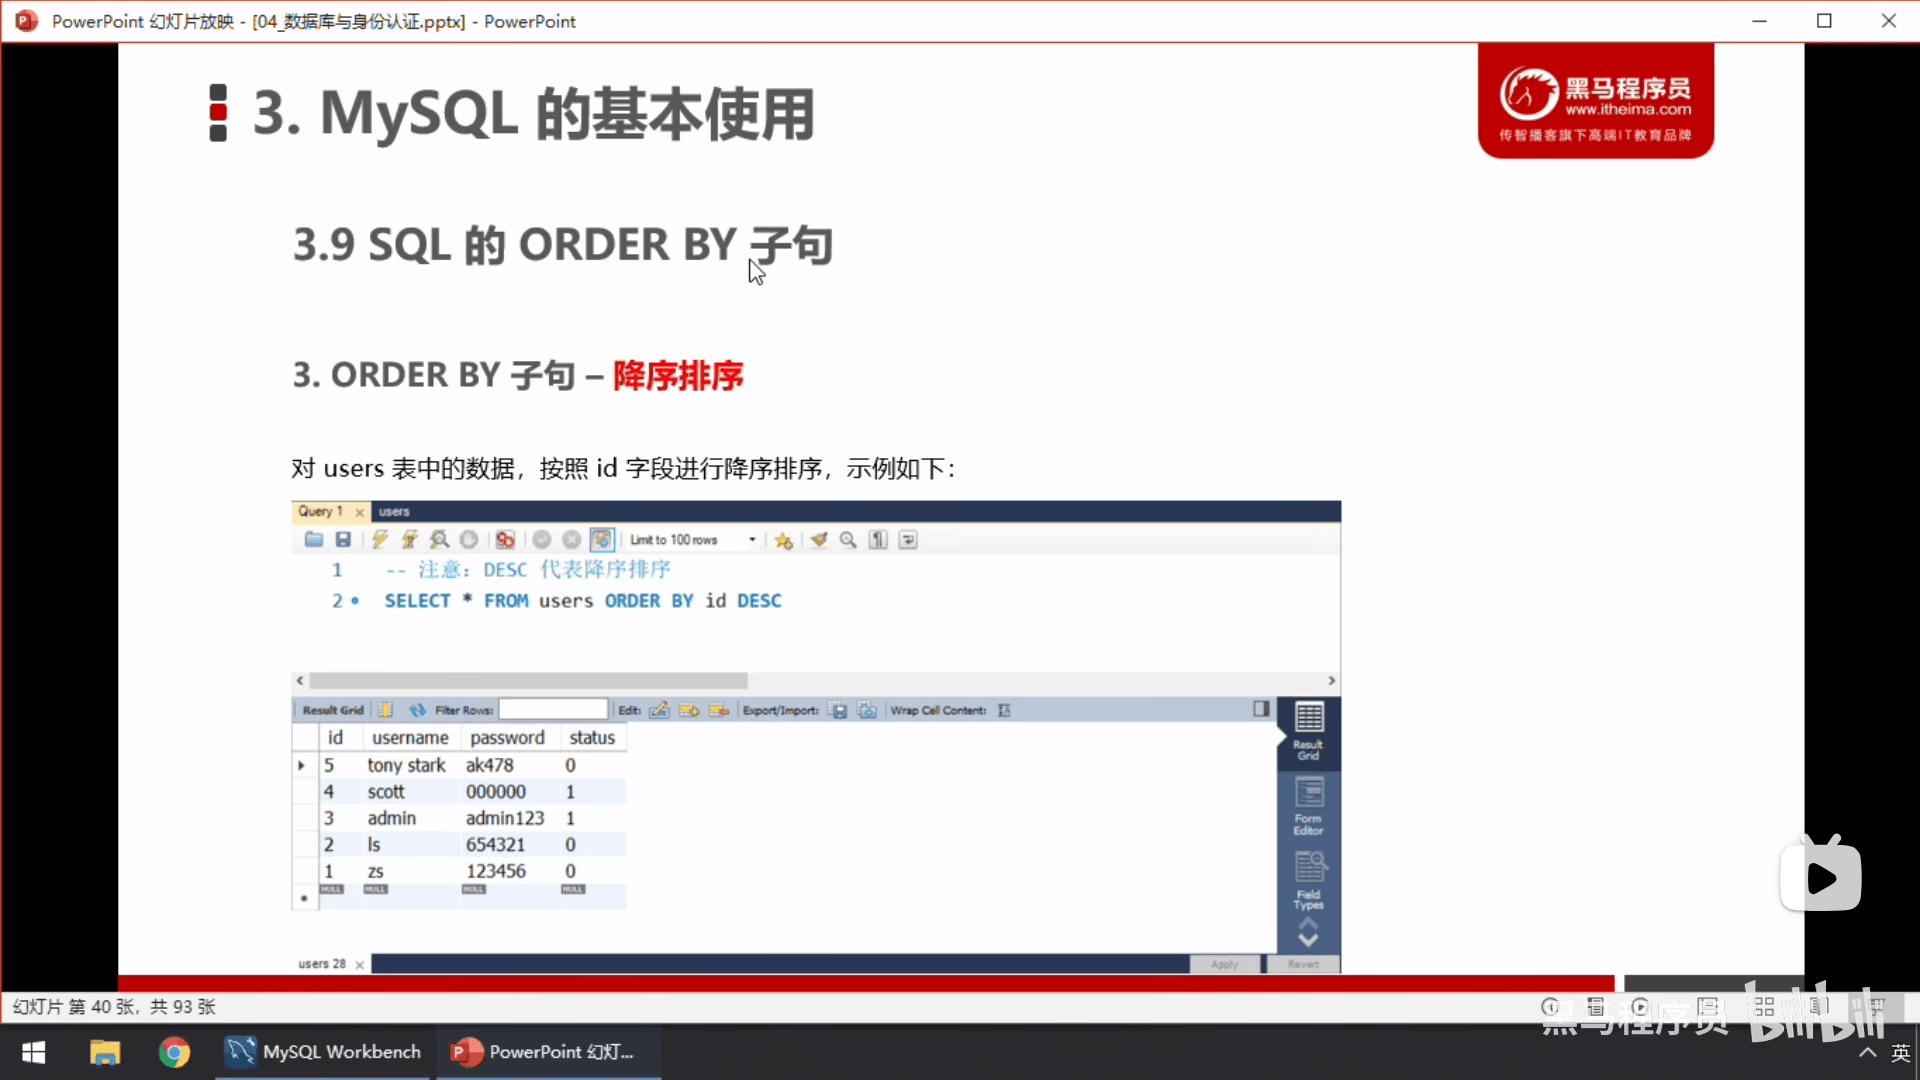 PowerPoint 幻灯片放映 - [04_数据库与身份认证.pptx] - PowerPoint
3. MySQL 的基本使用
黑马程序员
www.itheima.com
传智播客旗下高端IT教育品牌
3.9 SQL 的 ORDER BY 子句
3. ORDER BY 子句 – 降序排序
对 users 表中的数据，按照 id 字段进行降序排序，示例如下：
Query 1 users
Limit to 100 rows
1 -- 注意：DESC 代表降序排序
2 SELECT * FROM users ORDER BY id DESC
Result Grid Filter Rows: Edit: Export/Import: Wrap Cell Content:
id username password status
5 tony stark ak478 0
4 scott 000000 1
3 admin admin123 1
2 ls 654321 0
1 zs 123456 0
NULL NULL NULL NULL
Result Grid
Form Editor
Field Types
users 28 Apply Revert
幻灯片 第 40 张，共 93 张
黑马程序员 bilibili
MySQL Workbench PowerPoint 幻灯... 英